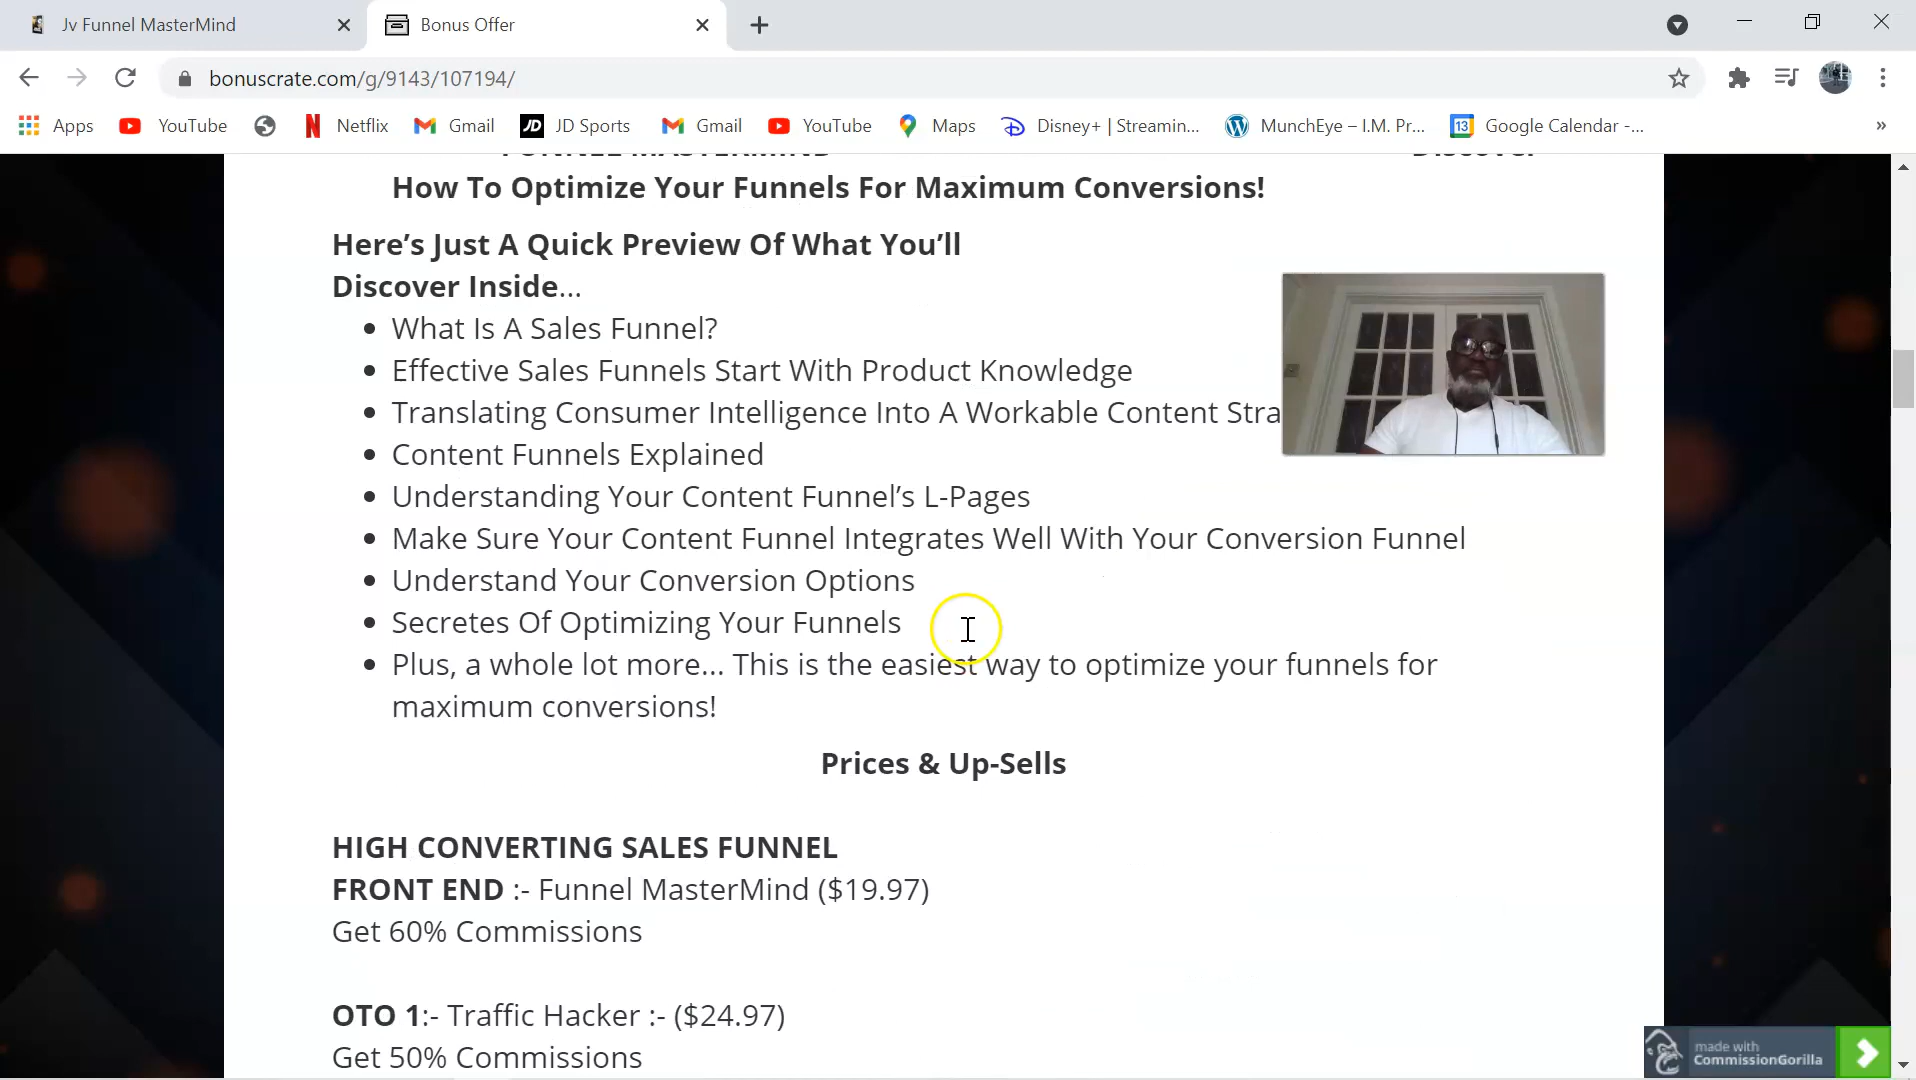 Jv Funnel MasterMind
Bonus Offer
bonuscrate.com/g/9143/107194/
Apps
YouTube
Netflix
Gmail
JD
JD Sports
Gmail
YouTube
Maps
Disney+ | Streamin...
MunchEye – I.M. Pr...
13
Google Calendar -...
»
FUNNEL MASTERMIND
Discover
How To Optimize Your Funnels For Maximum Conversions!
Here’s Just A Quick Preview Of What You’ll
Discover Inside...
• What Is A Sales Funnel?
• Effective Sales Funnels Start With Product Knowledge
• Translating Consumer Intelligence Into A Workable Content Stra
• Content Funnels Explained
• Understanding Your Content Funnel’s L-Pages
• Make Sure Your Content Funnel Integrates Well With Your Conversion Funnel
• Understand Your Conversion Options
• Secretes Of Optimizing Your Funnels
• Plus, a whole lot more... This is the easiest way to optimize your funnels for
maximum conversions!
Prices & Up-Sells
HIGH CONVERTING SALES FUNNEL
FRONT END :- Funnel MasterMind ($19.97)
Get 60% Commissions
OTO 1:- Traffic Hacker :- ($24.97)
Get 50% Commissions
made with
CommissionGorilla